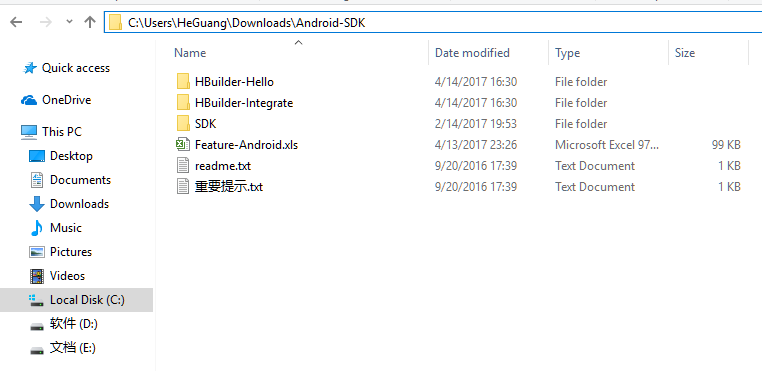 C:\Users\HeGuang\Downloads\Android-SDK
Name Date modified Type Size
Quick access
OneDrive
This PC
Desktop
Documents
Downloads
Music
Pictures
Videos
Local Disk (C:)
软件 (D:)
文档 (E:)
HBuilder-Hello 4/14/2017 16:30 File folder
HBuilder-Integrate 4/14/2017 16:30 File folder
SDK 2/14/2017 19:53 File folder
Feature-Android.xls 4/13/2017 23:26 Microsoft Excel 97... 99 KB
readme.txt 9/20/2016 17:39 Text Document 1 KB
重要提示.txt 9/20/2016 17:39 Text Document 1 KB